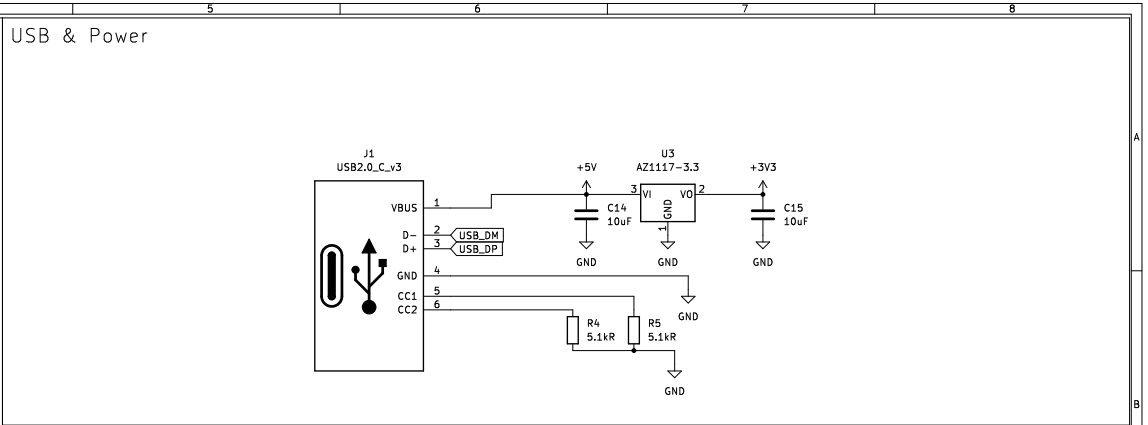 5 6 7 8
USB & Power
A
J1
USB2.0_C_v3
U3
AZ1117-3.3
+5V
+3V3
3 VI VO 2
GND
1
C14
10uF
C15
10uF
GND
GND
GND
VBUS 1
D- 2 USB_DM
D+ 3 USB_DP
GND 4
CC1 5
CC2 6
GND
R4
5.1kR
R5
5.1kR
GND
B